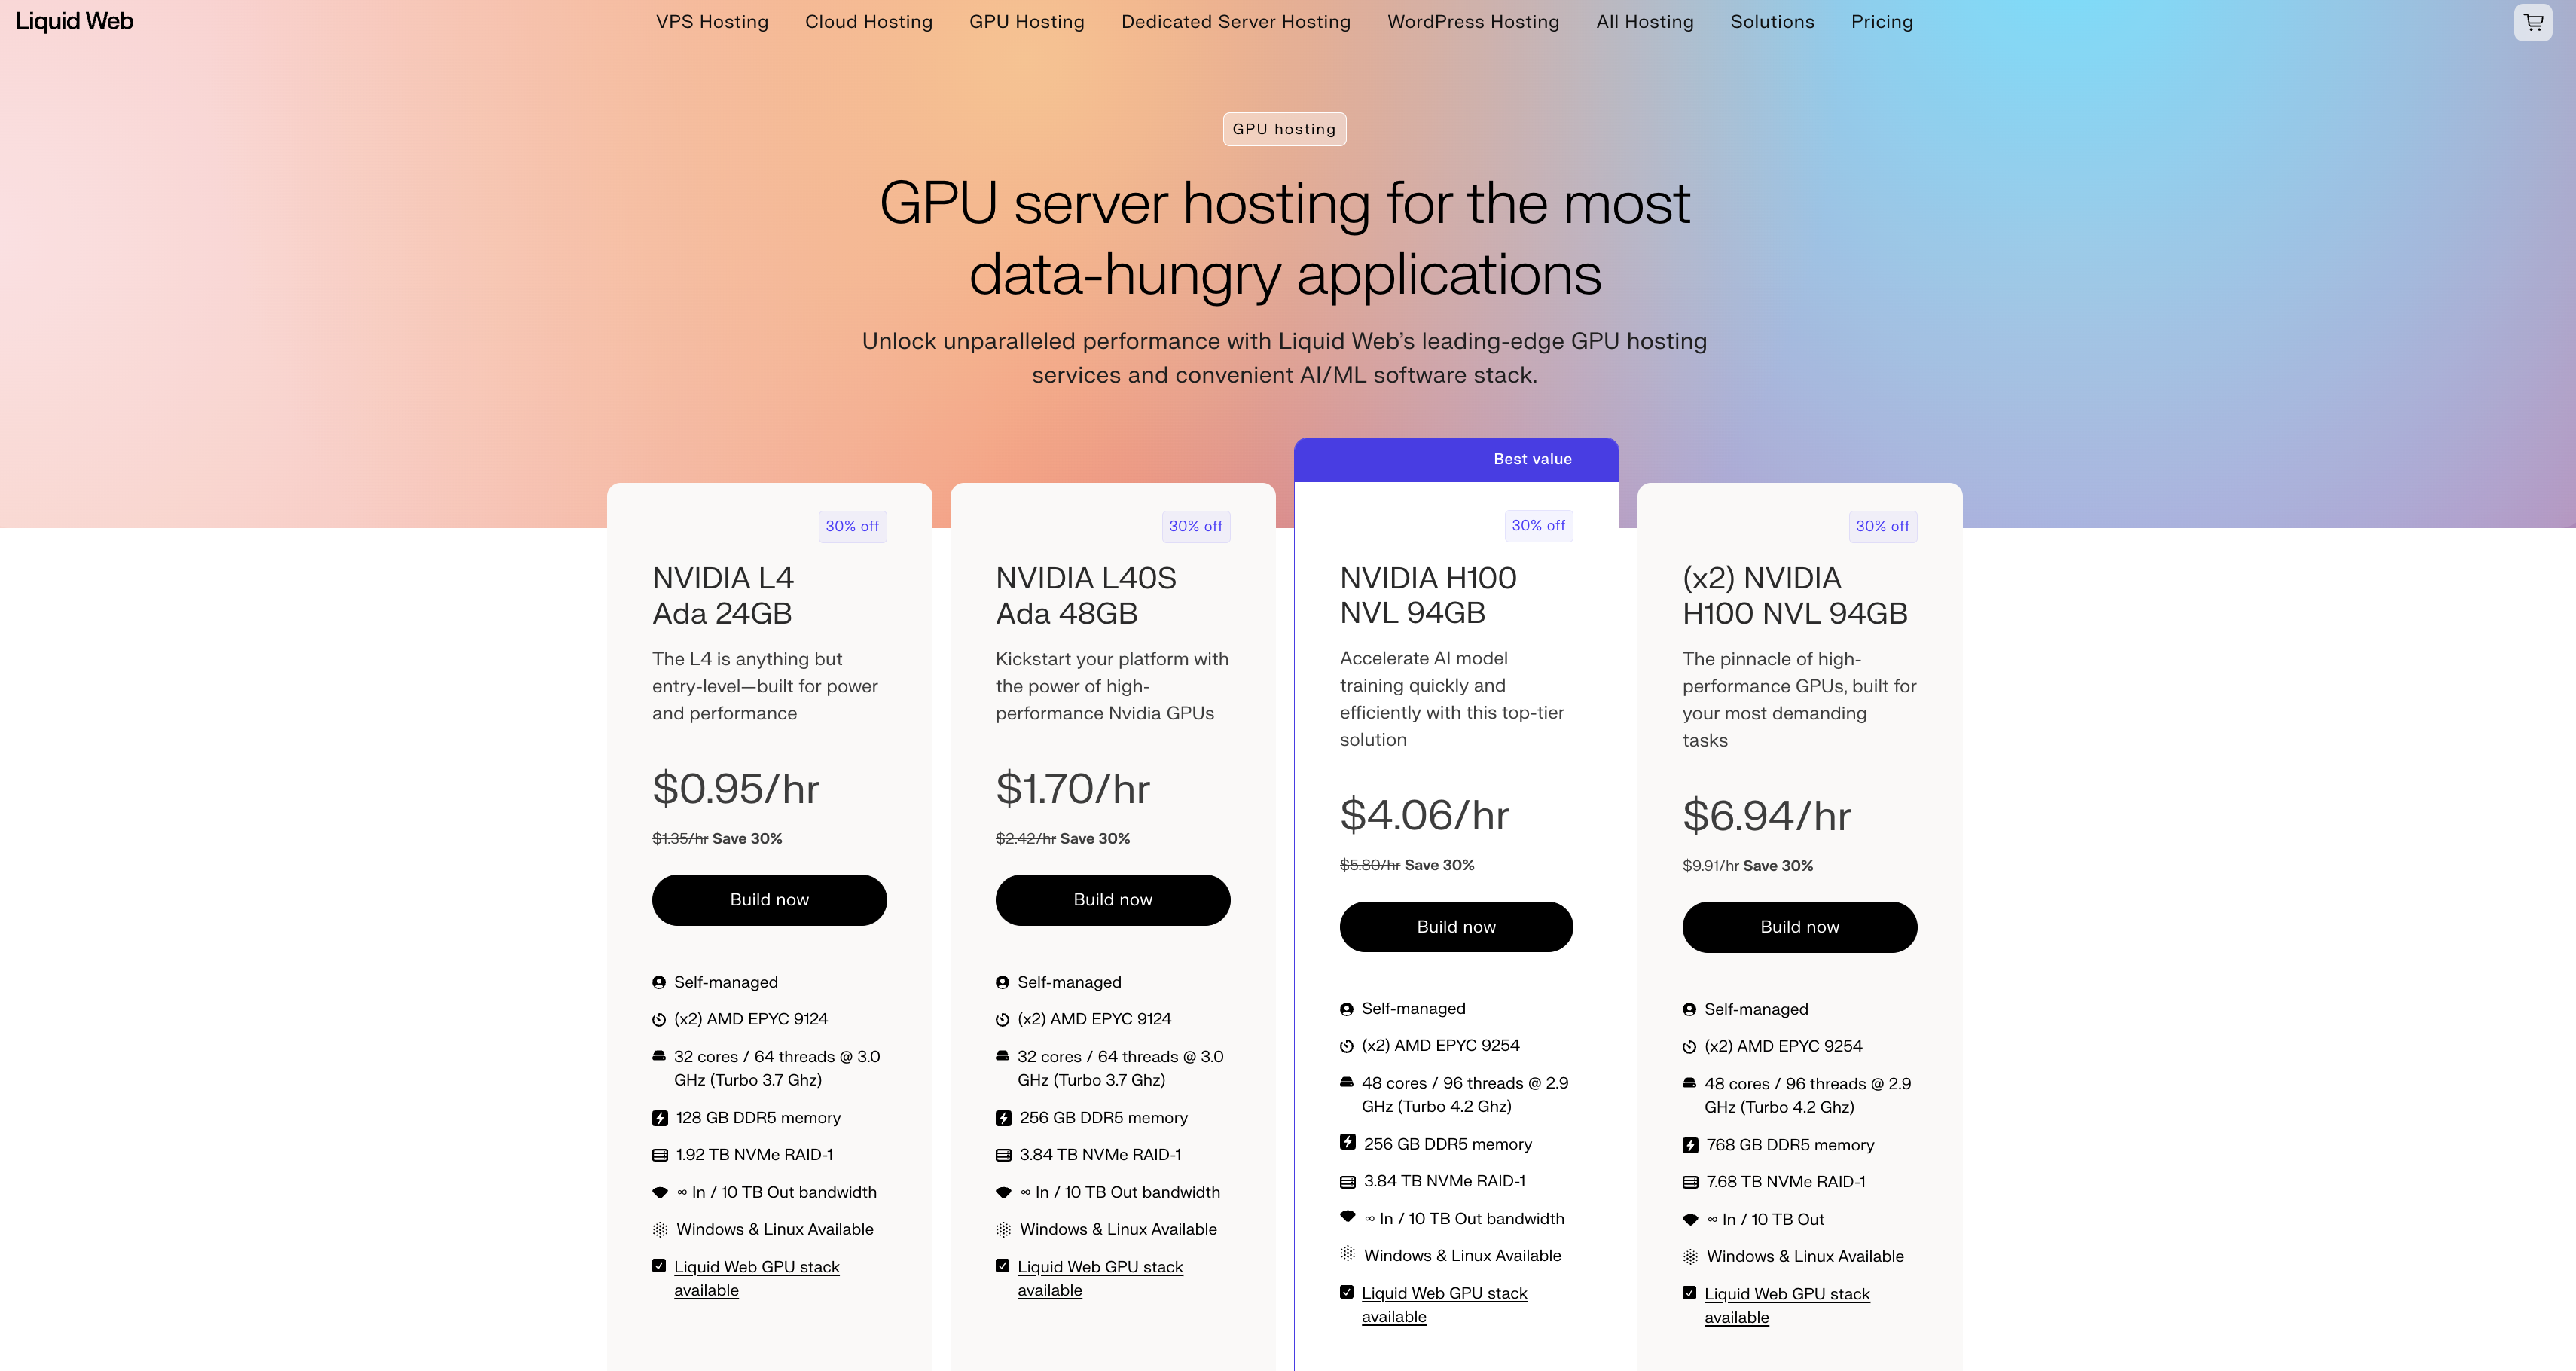 Liquid Web
VPS Hosting
Cloud Hosting
GPU Hosting
Dedicated Server Hosting
WordPress Hosting
All Hosting
Solutions
Pricing
GPU hosting
GPU server hosting for the most
data-hungry applications
Unlock unparalleled performance with Liquid Web’s leading-edge GPU hosting
services and convenient AI/ML software stack.
30% off
NVIDIA L4
Ada 24GB
The L4 is anything but
entry-level—built for power
and performance
$0.95/hr
$1.35/hr Save 30%
Build now
Self-managed
(x2) AMD EPYC 9124
32 cores / 64 threads @ 3.0
GHz (Turbo 3.7 Ghz)
128 GB DDR5 memory
1.92 TB NVMe RAID-1
∞ In / 10 TB Out bandwidth
Windows & Linux Available
Liquid Web GPU stack
available
30% off
NVIDIA L40S
Ada 48GB
Kickstart your platform with
the power of high-
performance Nvidia GPUs
$1.70/hr
$2.42/hr Save 30%
Build now
Self-managed
(x2) AMD EPYC 9124
32 cores / 64 threads @ 3.0
GHz (Turbo 3.7 Ghz)
256 GB DDR5 memory
3.84 TB NVMe RAID-1
∞ In / 10 TB Out bandwidth
Windows & Linux Available
Liquid Web GPU stack
available
Best value
30% off
NVIDIA H100
NVL 94GB
Accelerate AI model
training quickly and
efficiently with this top-tier
solution
$4.06/hr
$5.80/hr Save 30%
Build now
Self-managed
(x2) AMD EPYC 9254
48 cores / 96 threads @ 2.9
GHz (Turbo 4.2 Ghz)
256 GB DDR5 memory
3.84 TB NVMe RAID-1
∞ In / 10 TB Out bandwidth
Windows & Linux Available
Liquid Web GPU stack
available
30% off
(x2) NVIDIA
H100 NVL 94GB
The pinnacle of high-
performance GPUs, built for
your most demanding
tasks
$6.94/hr
$9.91/hr Save 30%
Build now
Self-managed
(x2) AMD EPYC 9254
48 cores / 96 threads @ 2.9
GHz (Turbo 4.2 Ghz)
768 GB DDR5 memory
7.68 TB NVMe RAID-1
∞ In / 10 TB Out
Windows & Linux Available
Liquid Web GPU stack
available